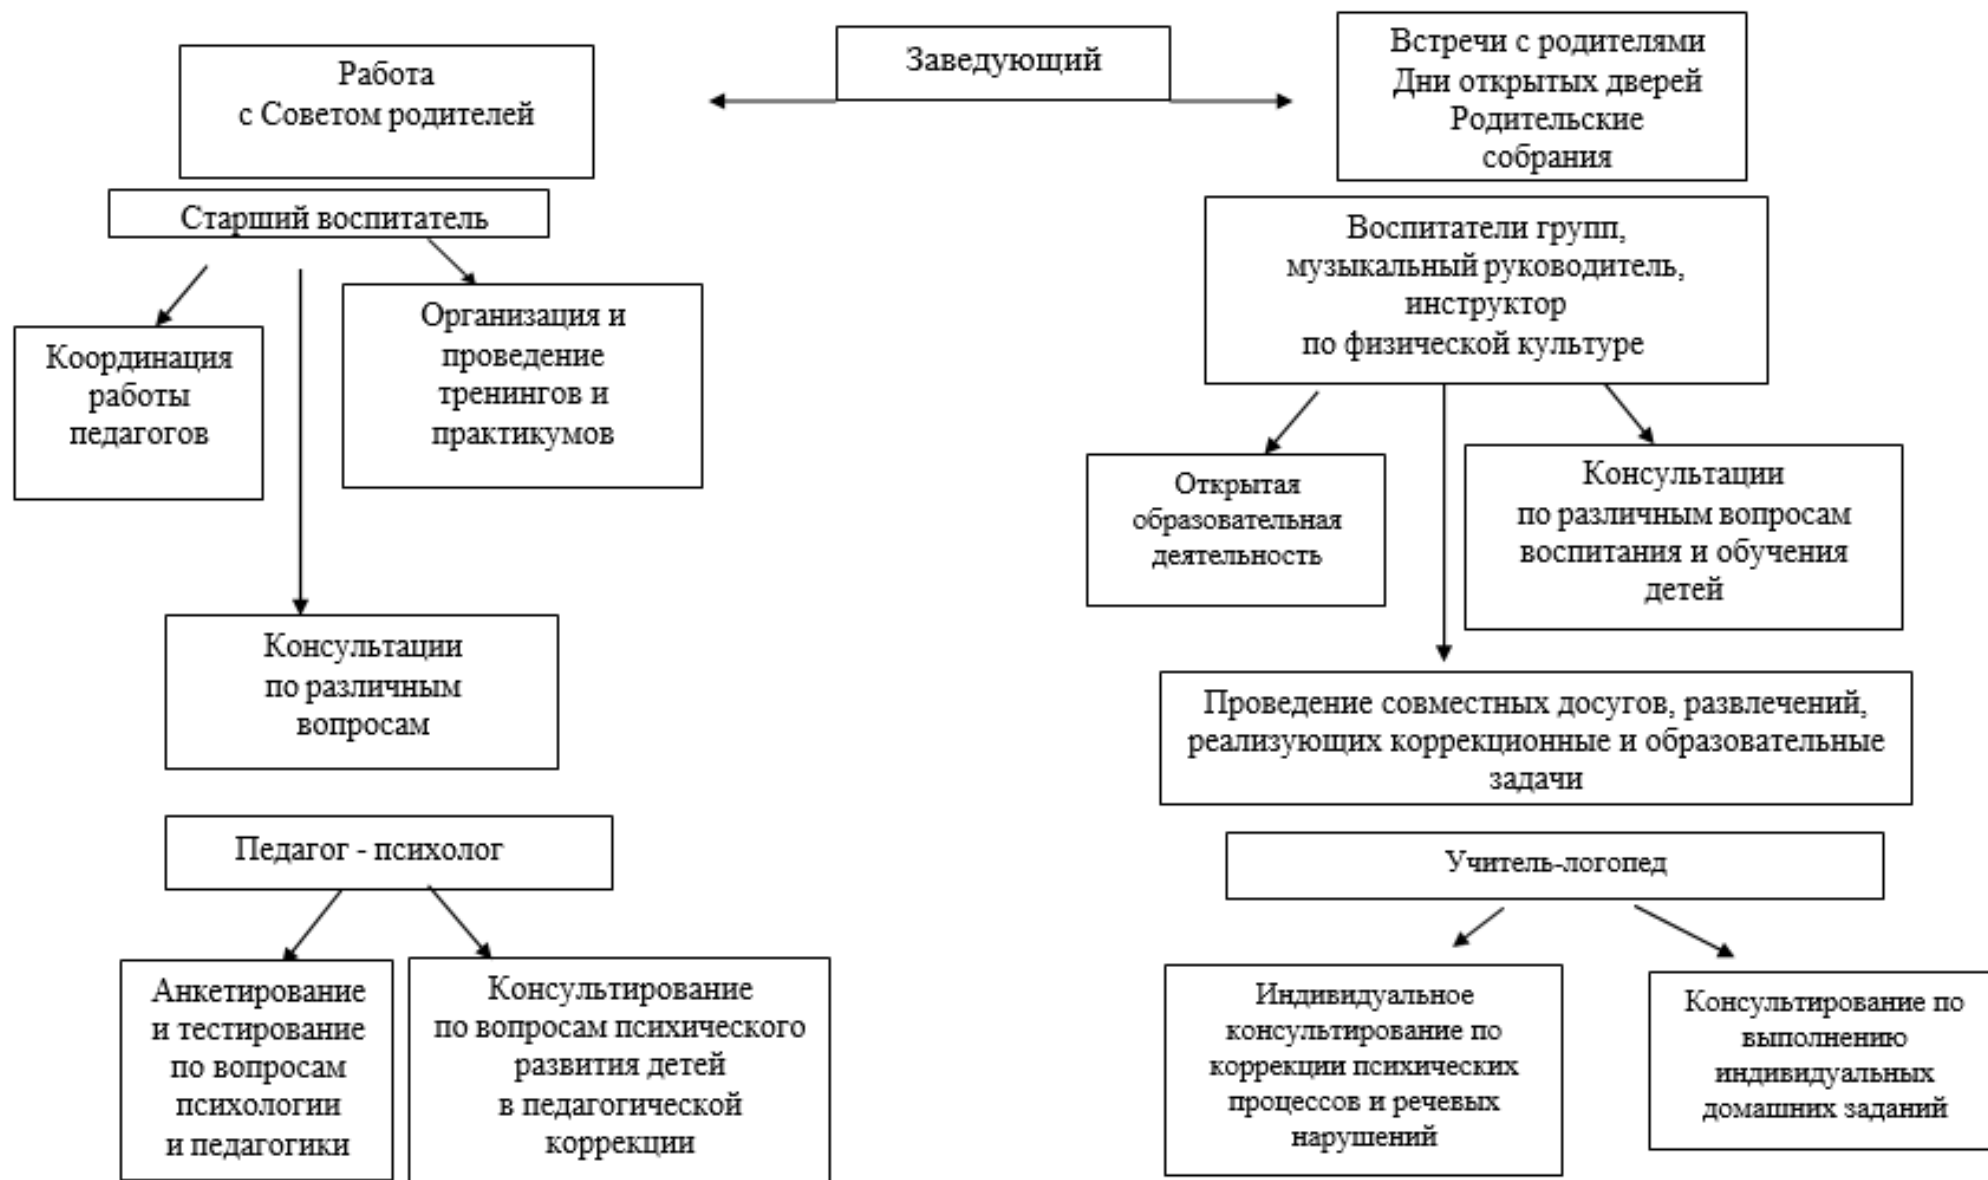 Заведующий
Работа
с Советом родителей
Встречи с родителями
Дни открытых дверей
Родительские
собрания
Старший воспитатель
Координация
работы
педагогов
Организация и
проведение
тренингов и
практикумов
Консультации
по различным
вопросам
Воспитатели групп,
музыкальный руководитель,
инструктор
по физической культуре
Открытая
образовательная
деятельность
Консультации
по различным вопросам
воспитания и обучения
детей
Проведение совместных досугов, развлечений,
реализующих коррекционные и образовательные
задачи
Педагог - психолог
Анкетирование
и тестирование
по вопросам
психологии
и педагогики
Консультирование
по вопросам психического
развития детей
в педагогической
коррекции
Учитель-логопед
Индивидуальное
консультирование по
коррекции психических
процессов и речевых
нарушений
Консультирование по
выполнению
индивидуальных
домашних заданий